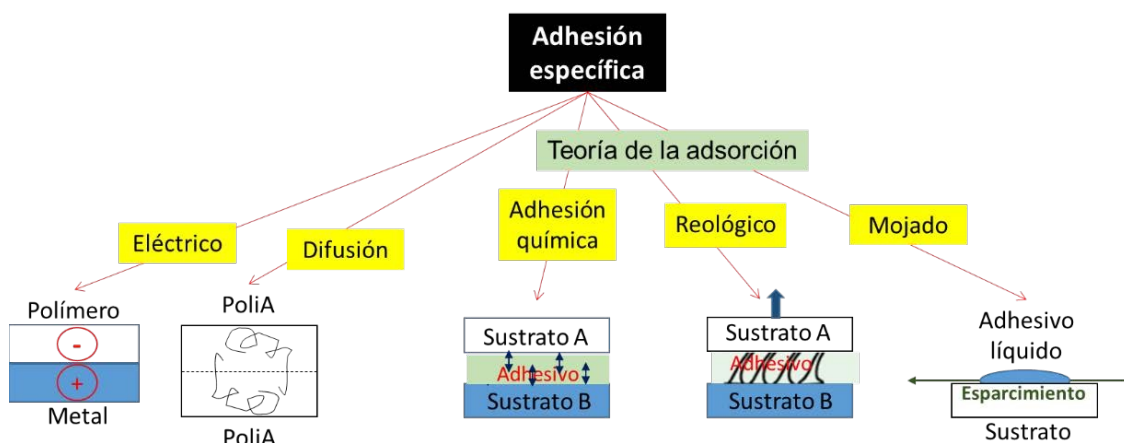 Adhesión
específica
Teoría de la adsorción
Eléctrico
Difusión
Adhesión
química
Reológico
Mojado
Polímero
-
+
Metal
PoliA
PoliA
Sustrato A
Adhesivo
Sustrato B
Sustrato A
Adhesivo
Sustrato B
Adhesivo
líquido
Esparcimiento
Sustrato